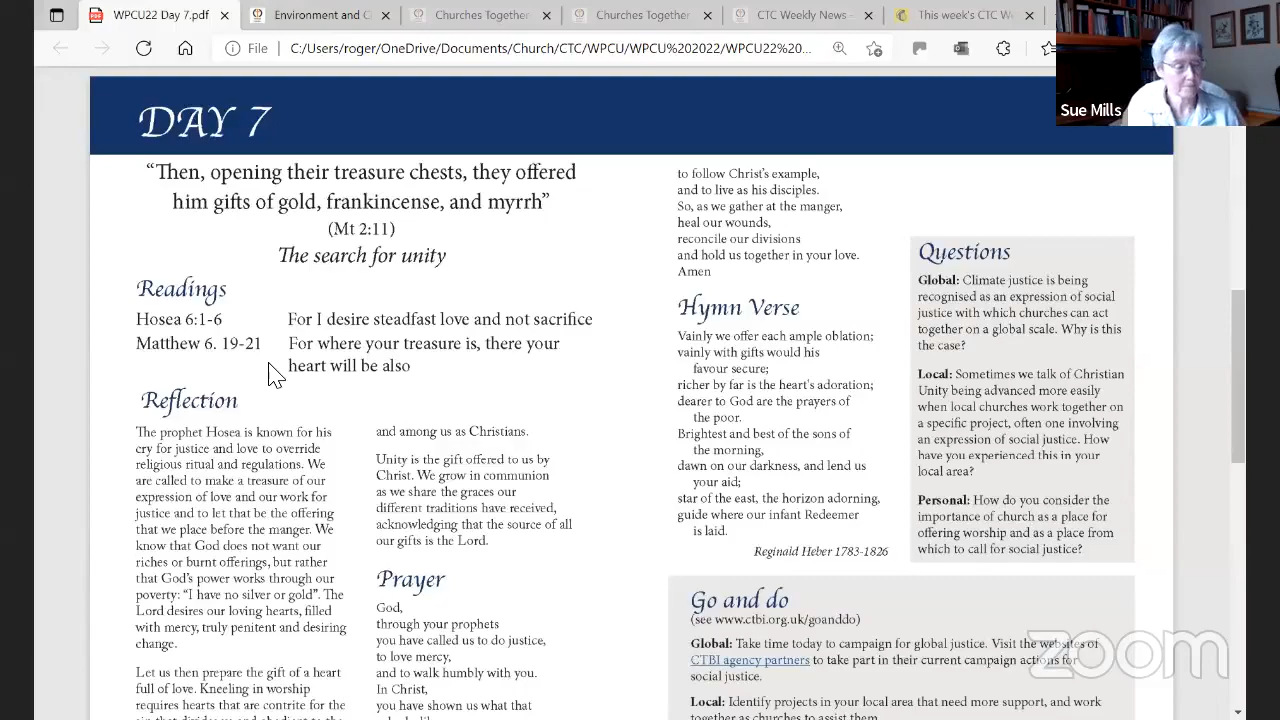 WPCU22 Day 7.pdf
Environment and C
Churches Together
Churches Together
CTC Weekly News -
This week's CTC W
File
C:/Users/roger/OneDrive/Documents/Church/CTC/WPCU/WPCU%202022/WPCU22%20...
Sue Mills
DAY 7
“Then, opening their treasure chests, they offered
him gifts of gold, frankincense, and myrrh”
(Mt 2:11)
The search for unity
Readings
Hosea 6:1-6 For I desire steadfast love and not sacrifice
Matthew 6. 19-21 For where your treasure is, there your
heart will be also
Reflection
The prophet Hosea is known for his
cry for justice and love to override
religious ritual and regulations. We
are called to make a treasure of our
expression of love and our work for
justice and to let that be the offering
that we place before the manger. We
know that God does not want our
riches or burnt offerings, but rather
that God’s power works through our
poverty: “I have no silver or gold”. The
Lord desires our loving hearts, filled
with mercy, truly penitent and desiring
change.
Let us then prepare the gift of a heart
full of love. Kneeling in worship
requires hearts that are contrite for the
and among us as Christians.
Unity is the gift offered to us by
Christ. We grow in communion
as we share the graces our
different traditions have received,
acknowledging that the source of all
our gifts is the Lord.
Prayer
God,
through your prophets
you have called us to do justice,
to love mercy,
and to walk humbly with you.
In Christ,
you have shown us what that
to follow Christ’s example,
and to live as his disciples.
So, as we gather at the manger,
heal our wounds,
reconcile our divisions
and hold us together in your love.
Amen
Hymn Verse
Vainly we offer each ample oblation;
vainly with gifts would his
favour secure;
richer by far is the heart's adoration;
dearer to God are the prayers of
the poor.
Brightest and best of the sons of
the morning,
dawn on our darkness, and lend us
your aid;
star of the east, the horizon adorning,
guide where our infant Redeemer
is laid.
Reginald Heber 1783-1826
Questions
Global: Climate justice is being
recognised as an expression of social
justice with which churches can act
together on a global scale. Why is this
the case?
Local: Sometimes we talk of Christian
Unity being advanced more easily
when local churches work together on
a specific project, often one involving
an expression of social justice. How
have you experienced this in your
local area?
Personal: How do you consider the
importance of church as a place for
offering worship and as a place from
which to call for social justice?
Go and do
(see www.ctbi.org.uk/goanddo)
Global: Take time today to campaign for global justice. Visit the websites of
CTBI agency partners to take part in their current campaign actions for
social justice.
Local: Identify projects in your local area that need more support, and work
together as churches to assist them.
zoom